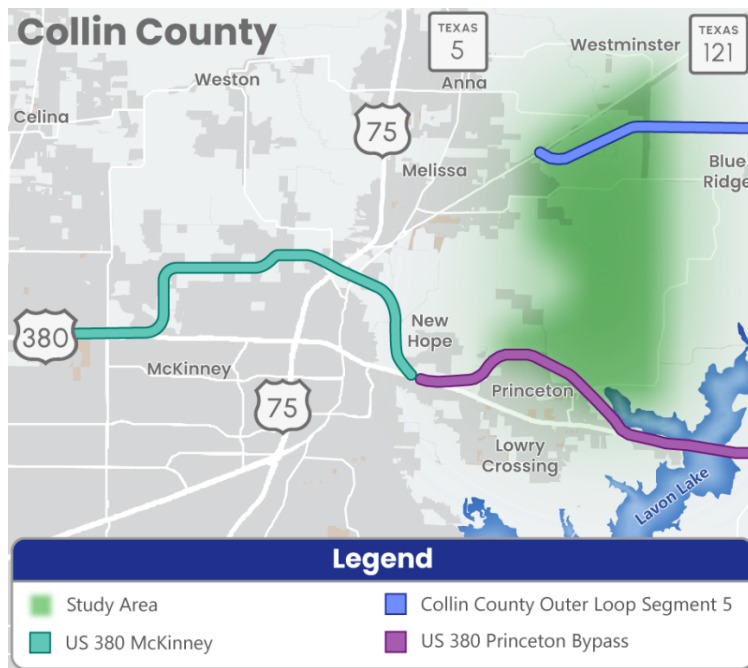 Collin County
TEXAS
5
TEXAS
121
Westminster
Weston
Anna
Celina
75
Melissa
Blue
Ridge
380
New
Hope
McKinney
75
Princeton
Lowry
Crossing
Lavon Lake
Legend
Study Area
Collin County Outer Loop Segment 5
US 380 McKinney
US 380 Princeton Bypass